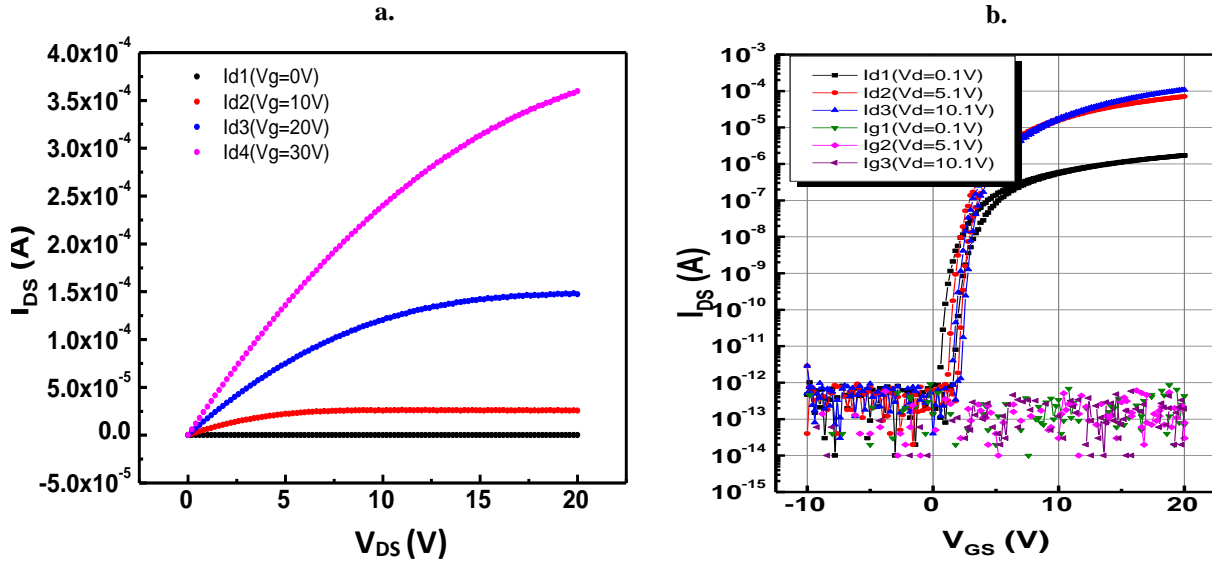 a.
4.0x10-4
3.5x10-4
3.0x10-4
2.5x10-4
2.0x10-4
1.5x10-4
1.0x10-4
5.0x10-5
0.0
-5.0x10-5
IDS (A)
Id1(Vg=0V)
Id2(Vg=10V)
Id3(Vg=20V)
Id4(Vg=30V)
0 5 10 15 20
VDS (V)
b.
10-3
10-4
10-5
10-6
10-7
10-8
10-9
10-10
10-11
10-12
10-13
10-14
10-15
IDS (A)
Id1(Vd=0.1V)
Id2(Vd=5.1V)
Id3(Vd=10.1V)
Ig1(Vd=0.1V)
Ig2(Vd=5.1V)
Ig3(Vd=10.1V)
-10 0 10 20
VGS (V)